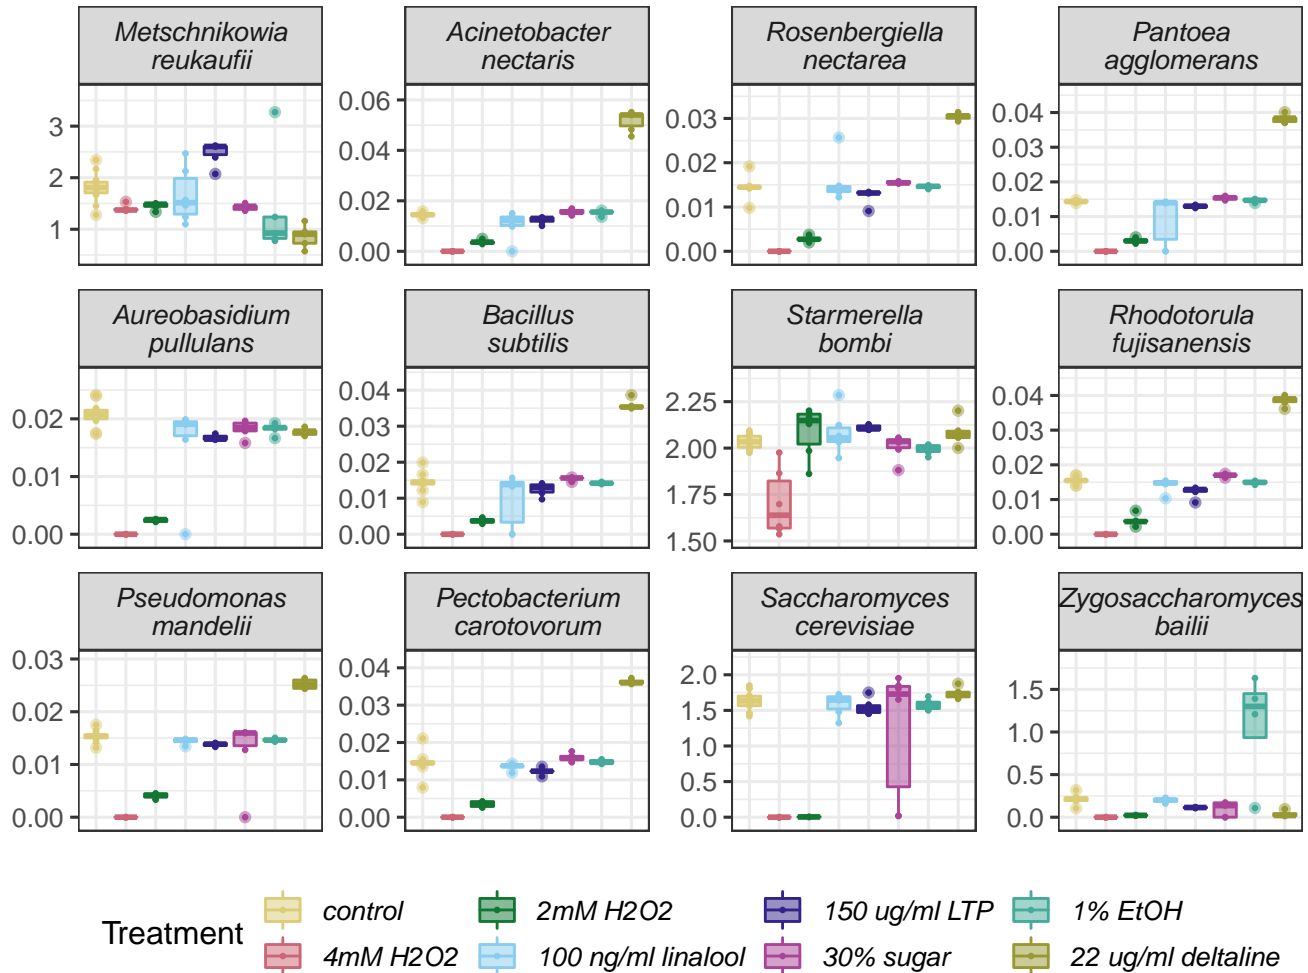 Metschnikowia
reukaufii
Acinetobacter
nectaris
Rosenbergiella
nectarea
Pantoea
agglomerans
3
2
1
0.06
0.04
0.02
0.00
0.03
0.02
0.01
0.00
0.04
0.03
0.02
0.01
0.00
Aureobasidium
pullulans
Bacillus
subtilis
Starmerella
bombi
Rhodotorula
fujisanensis
0.02
0.01
0.00
0.04
0.03
0.02
0.01
0.00
2.25
2.00
1.75
1.50
0.04
0.03
0.02
0.01
0.00
Pseudomonas
mandelii
Pectobacterium
carotovorum
Saccharomyces
cerevisiae
Zygosaccharomyces
bailii
0.03
0.02
0.01
0.00
0.04
0.03
0.02
0.01
0.00
2.0
1.5
1.0
0.5
0.0
1.5
1.0
0.5
0.0
Treatment
control
2mM H2O2
150 ug/ml LTP
1% EtOH
4mM H2O2
100 ng/ml linalool
30% sugar
22 ug/ml deltaline